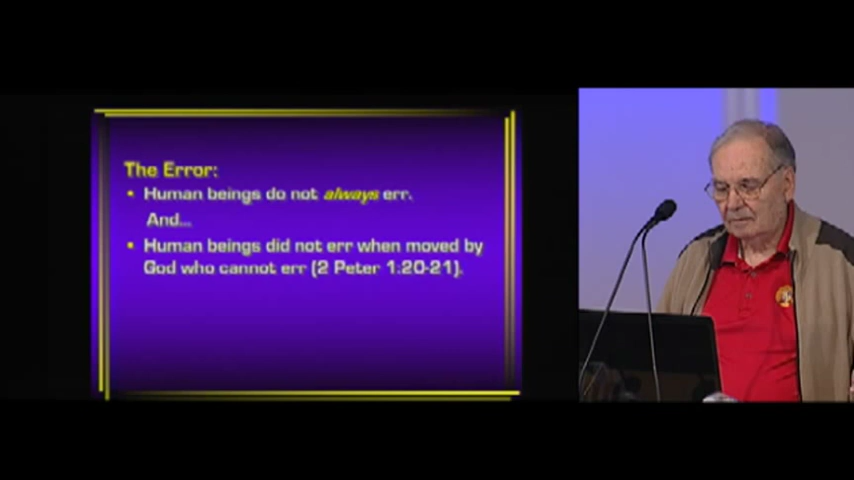 The Error:
• Human beings do not always err.
And...
• Human beings did not err when moved by
God who cannot err (2 Peter 1:20-21).